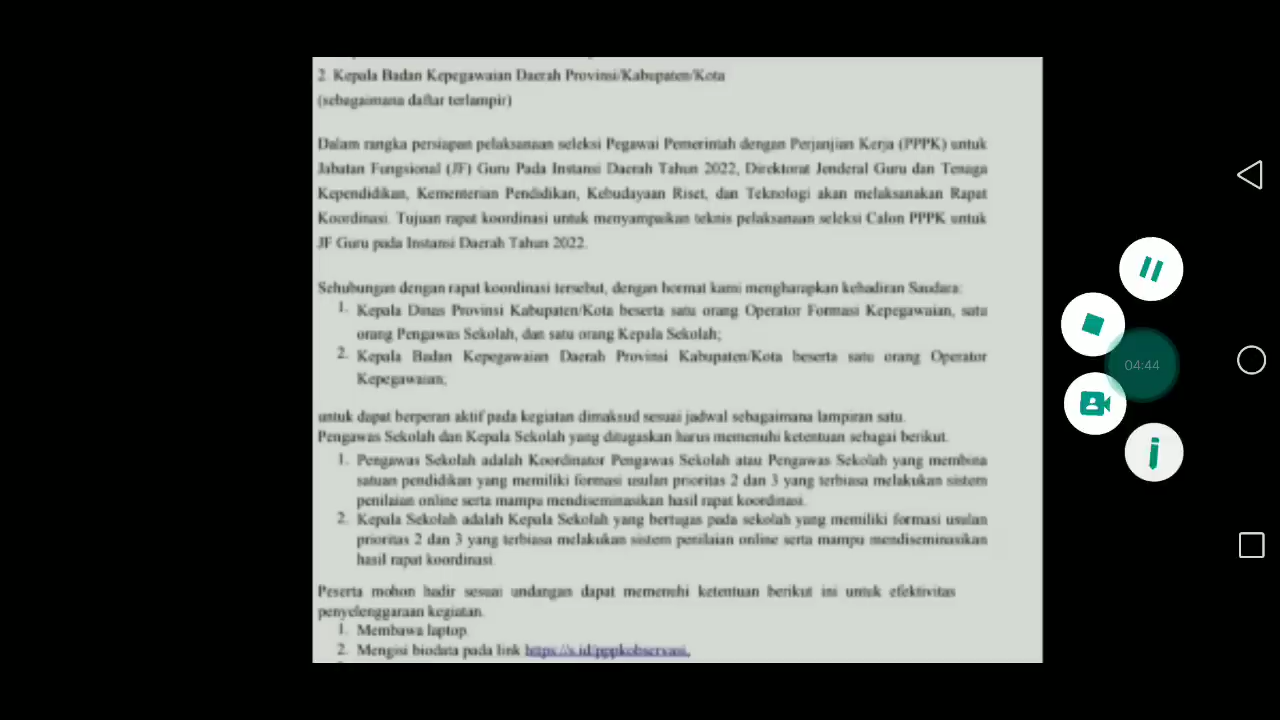 2. Kepala Badan Kepegawaian Daerah Provinsi/Kabupaten/Kota
(sebagaimana daftar terlampir)
Dalam rangka persiapan pelaksanaan seleksi Pegawai Pemerintah dengan Perjanjian Kerja (PPPK) untuk
Jabatan Fungsional (JF) Guru Pada Instansi Daerah Tahun 2022, Direktorat Jenderal Guru dan Tenaga
Kependidikan, Kementerian Pendidikan, Kebudayaan Riset, dan Teknologi akan melaksanakan Rapat
Koordinasi. Tujuan rapat koordinasi untuk menyampaikan teknis pelaksanaan seleksi Calon PPPK untuk
JF Guru pada Instansi Daerah Tahun 2022.
Sehubungan dengan rapat koordinasi tersebut, dengan hormat kami mengharapkan kehadiran Saudara:
1. Kepala Dinas Provinsi Kabupaten/Kota beserta satu orang Operator Formasi Kepegawaian, satu
orang Pengawas Sekolah, dan satu orang Kepala Sekolah;
2. Kepala Badan Kepegawaian Daerah Provinsi Kabupaten/Kota beserta satu orang Operator
Kepegawaian;
untuk dapat berperan aktif pada kegiatan dimaksud sesuai jadwal sebagaimana lampiran satu.
Pengawas Sekolah dan Kepala Sekolah yang ditugaskan harus memenuhi ketentuan sebagai berikut.
1. Pengawas Sekolah adalah Koordinator Pengawas Sekolah atau Pengawas Sekolah yang membina
satuan pendidikan yang memiliki formasi usulan prioritas 2 dan 3 yang terbiasa melakukan sistem
penilaian online serta mampu mendiseminasikan hasil rapat koordinasi.
2. Kepala Sekolah adalah Kepala Sekolah yang bertugas pada sekolah yang memiliki formasi usulan
prioritas 2 dan 3 yang terbiasa melakukan sistem penilaian online serta mampu mendiseminasikan
hasil rapat koordinasi.
Peserta mohon hadir sesuai undangan dapat memenuhi ketentuan berikut ini untuk efektivitas
penyelenggaraan kegiatan.
1. Membawa laptop.
2. Mengisi biodata pada link https://s.id/pppkobservasi,
04:44